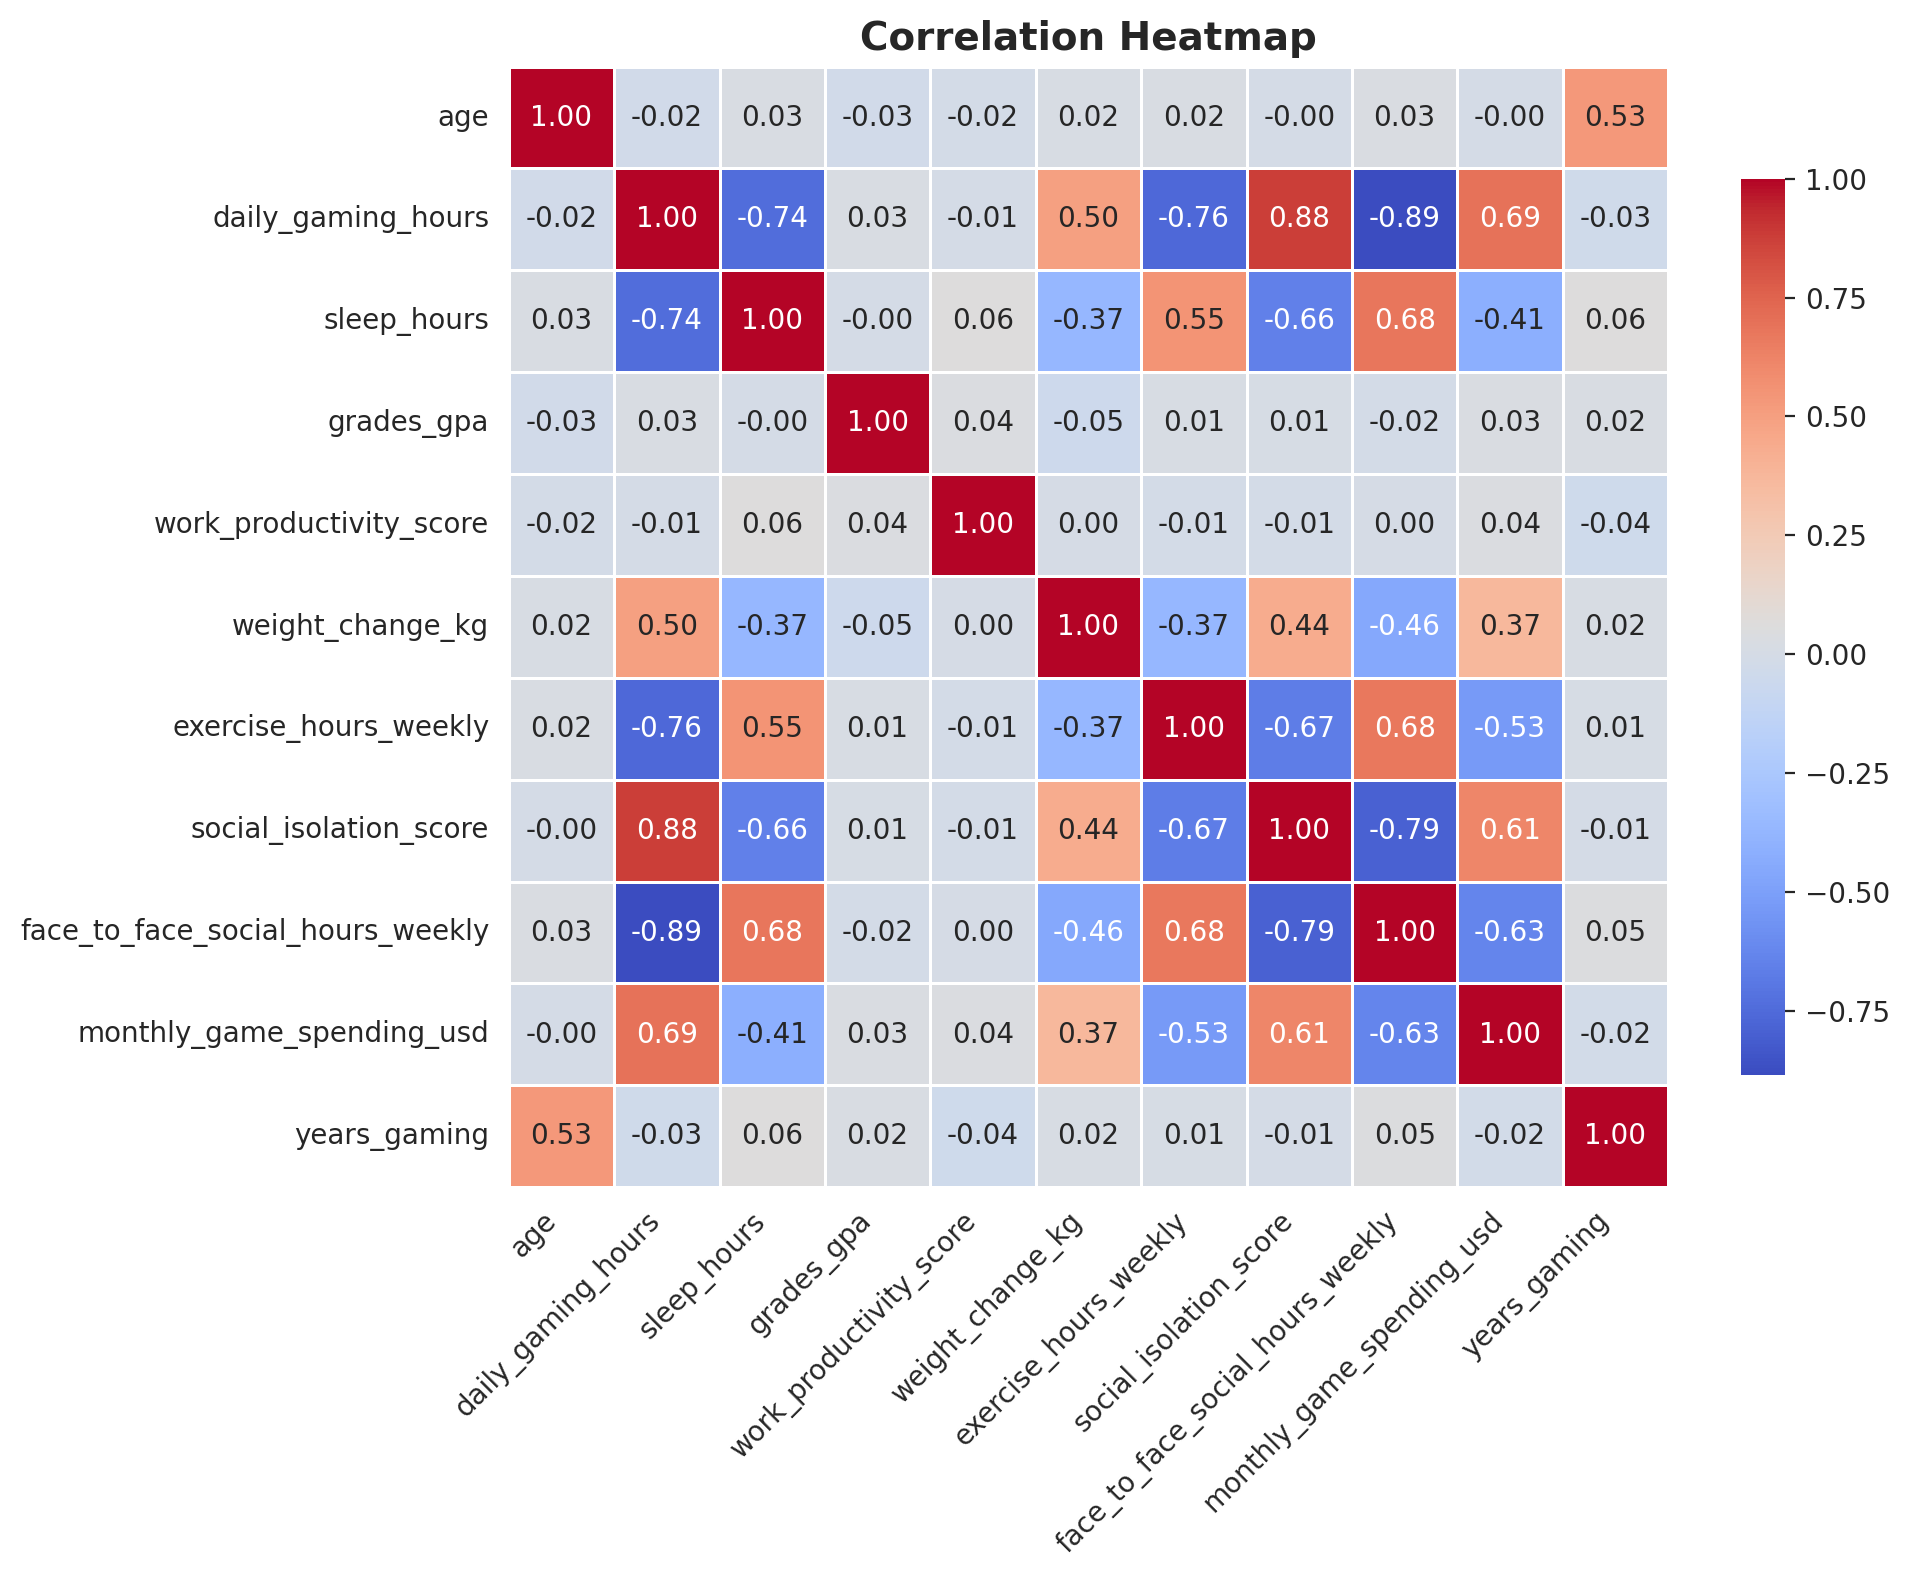 Correlation Heatmap
age 1.00 -0.02 0.03 -0.03 -0.02 0.02 0.02 -0.00 0.03 -0.00 0.53
daily_gaming_hours -0.02 1.00 -0.74 0.03 -0.01 0.50 -0.76 0.88 -0.89 0.69 -0.03
sleep_hours 0.03 -0.74 1.00 -0.00 0.06 -0.37 0.55 -0.66 0.68 -0.41 0.06
grades_gpa -0.03 0.03 -0.00 1.00 0.04 -0.05 0.01 0.01 -0.02 0.03 0.02
work_productivity_score -0.02 -0.01 0.06 0.04 1.00 0.00 -0.01 -0.01 0.00 0.04 -0.04
weight_change_kg 0.02 0.50 -0.37 -0.05 0.00 1.00 -0.37 0.44 -0.46 0.37 0.02
exercise_hours_weekly 0.02 -0.76 0.55 0.01 -0.01 -0.37 1.00 -0.67 0.68 -0.53 0.01
social_isolation_score -0.00 0.88 -0.66 0.01 -0.01 0.44 -0.67 1.00 -0.79 0.61 -0.01
face_to_face_social_hours_weekly 0.03 -0.89 0.68 -0.02 0.00 -0.46 0.68 -0.79 1.00 -0.63 0.05
monthly_game_spending_usd -0.00 0.69 -0.41 0.03 0.04 0.37 -0.53 0.61 -0.63 1.00 -0.02
years_gaming 0.53 -0.03 0.06 0.02 -0.04 0.02 0.01 -0.01 0.05 -0.02 1.00
age
daily_gaming_hours
sleep_hours
grades_gpa
work_productivity_score
weight_change_kg
exercise_hours_weekly
social_isolation_score
face_to_face_social_hours_weekly
monthly_game_spending_usd
years_gaming
1.00
0.75
0.50
0.25
0.00
−0.25
−0.50
−0.75